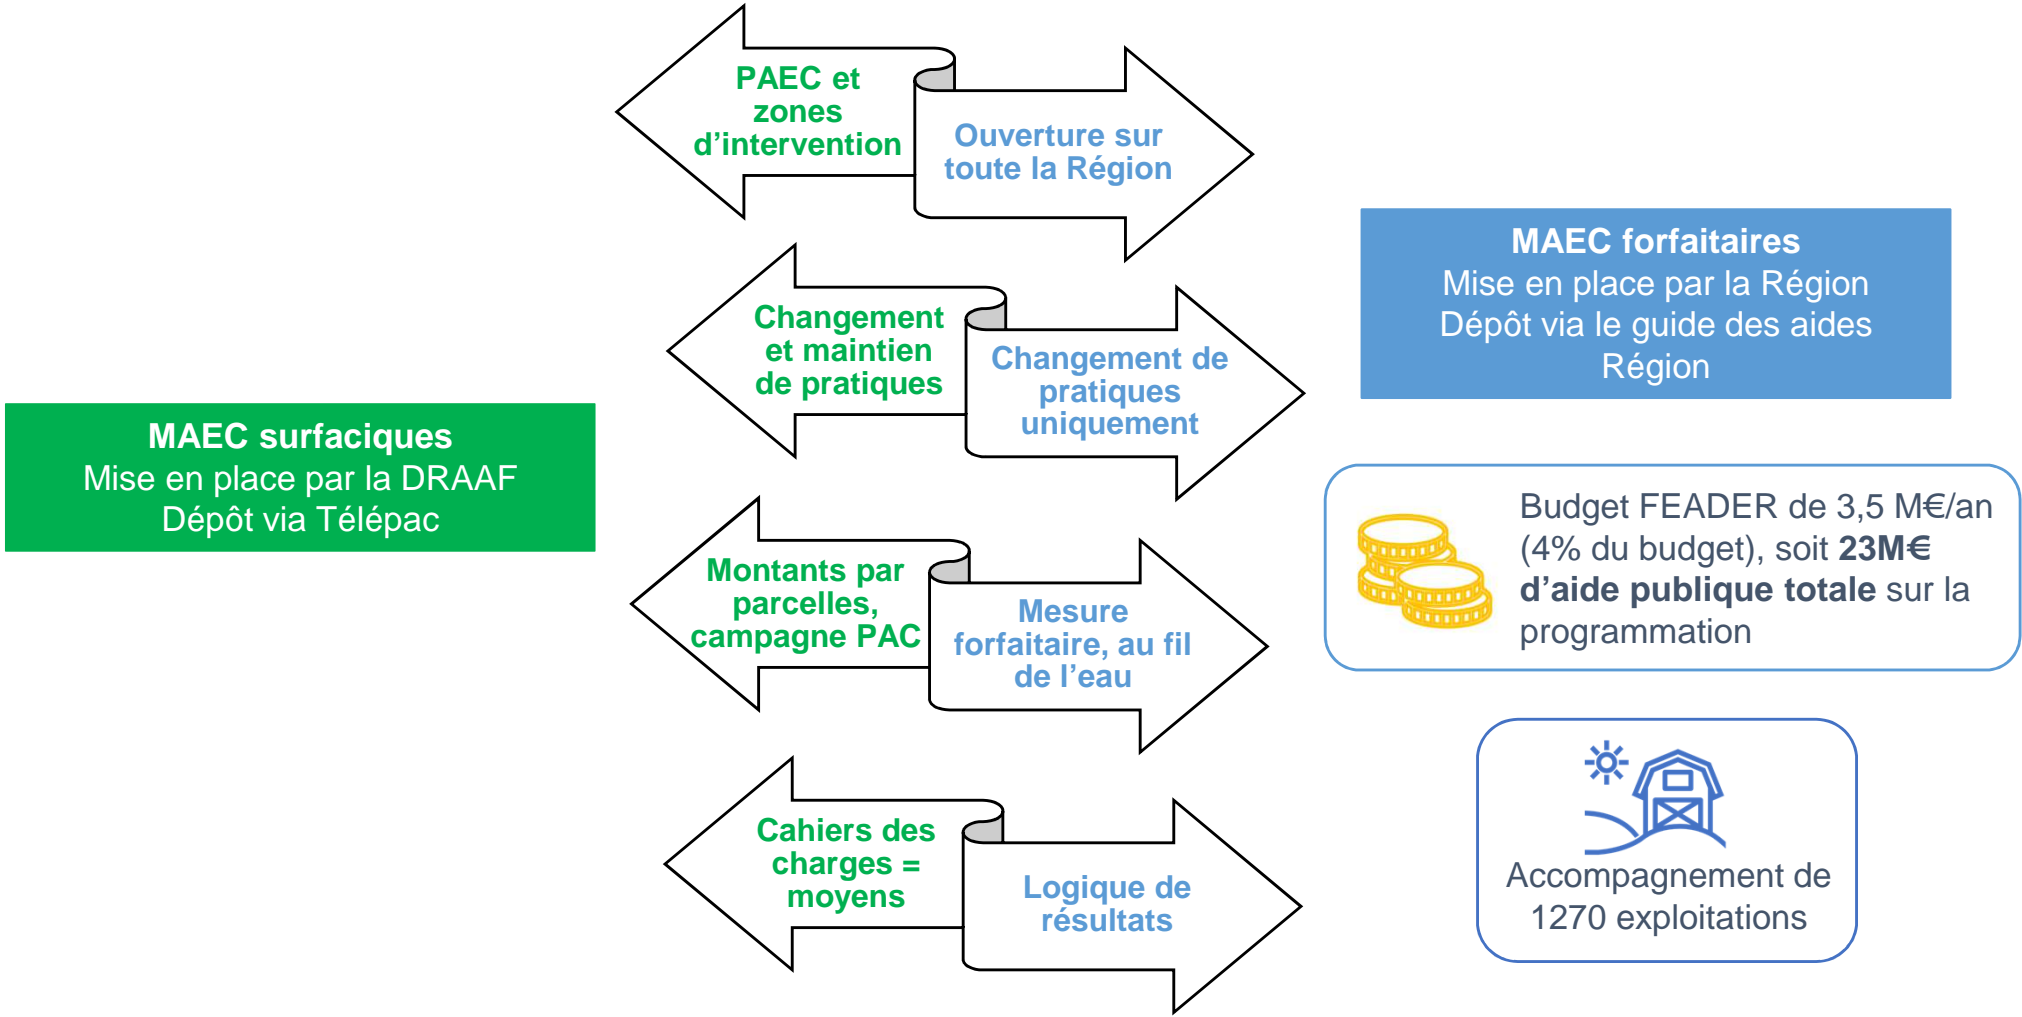 MAEC surfaciques
Mise en place par la DRAAF
Dépôt via Télépac
PAEC et
zones
d’intervention
Ouverture sur
toute la Région
Changement
et maintien
de pratiques
Changement de
pratiques
uniquement
Montants par
parcelles,
campagne PAC
Mesure
forfaitaire, au fil
de l’eau
Cahiers des
charges =
moyens
Logique de
résultats
MAEC forfaitaires
Mise en place par la Région
Dépôt via le guide des aides
Région
Budget FEADER de 3,5 M€/an
(4% du budget), soit 23M€
d’aide publique totale sur la
programmation
Accompagnement de
1270 exploitations